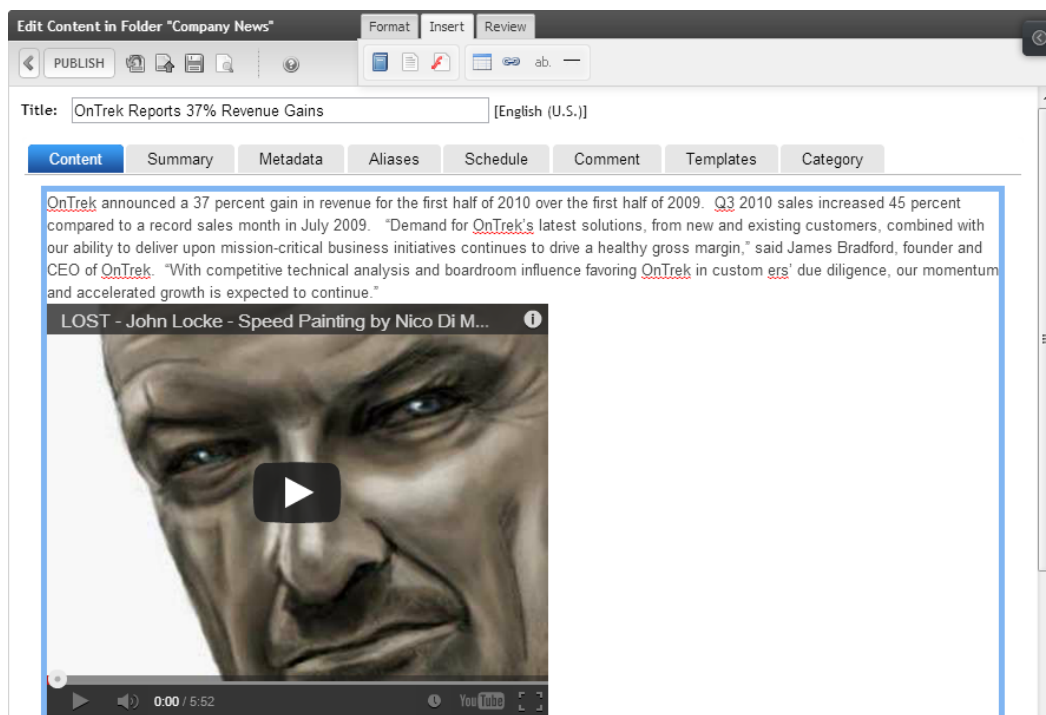 Edit Content in Folder "Company News"
Format Insert Review
PUBLISH
ab.
Title: OnTrek Reports 37% Revenue Gains [English (U.S.)]
Content Summary Metadata Aliases Schedule Comment Templates Category
OnTrek announced a 37 percent gain in revenue for the first half of 2010 over the first half of 2009. Q3 2010 sales increased 45 percent
compared to a record sales month in July 2009. “Demand for OnTrek’s latest solutions, from new and existing customers, combined with
our ability to deliver upon mission-critical business initiatives continues to drive a healthy gross margin,” said James Bradford, founder and
CEO of OnTrek. “With competitive technical analysis and boardroom influence favoring OnTrek in custom ers’ due diligence, our momentum
and accelerated growth is expected to continue.”
LOST - John Locke - Speed Painting by Nico Di M...
0:00 / 5:52 YouTube